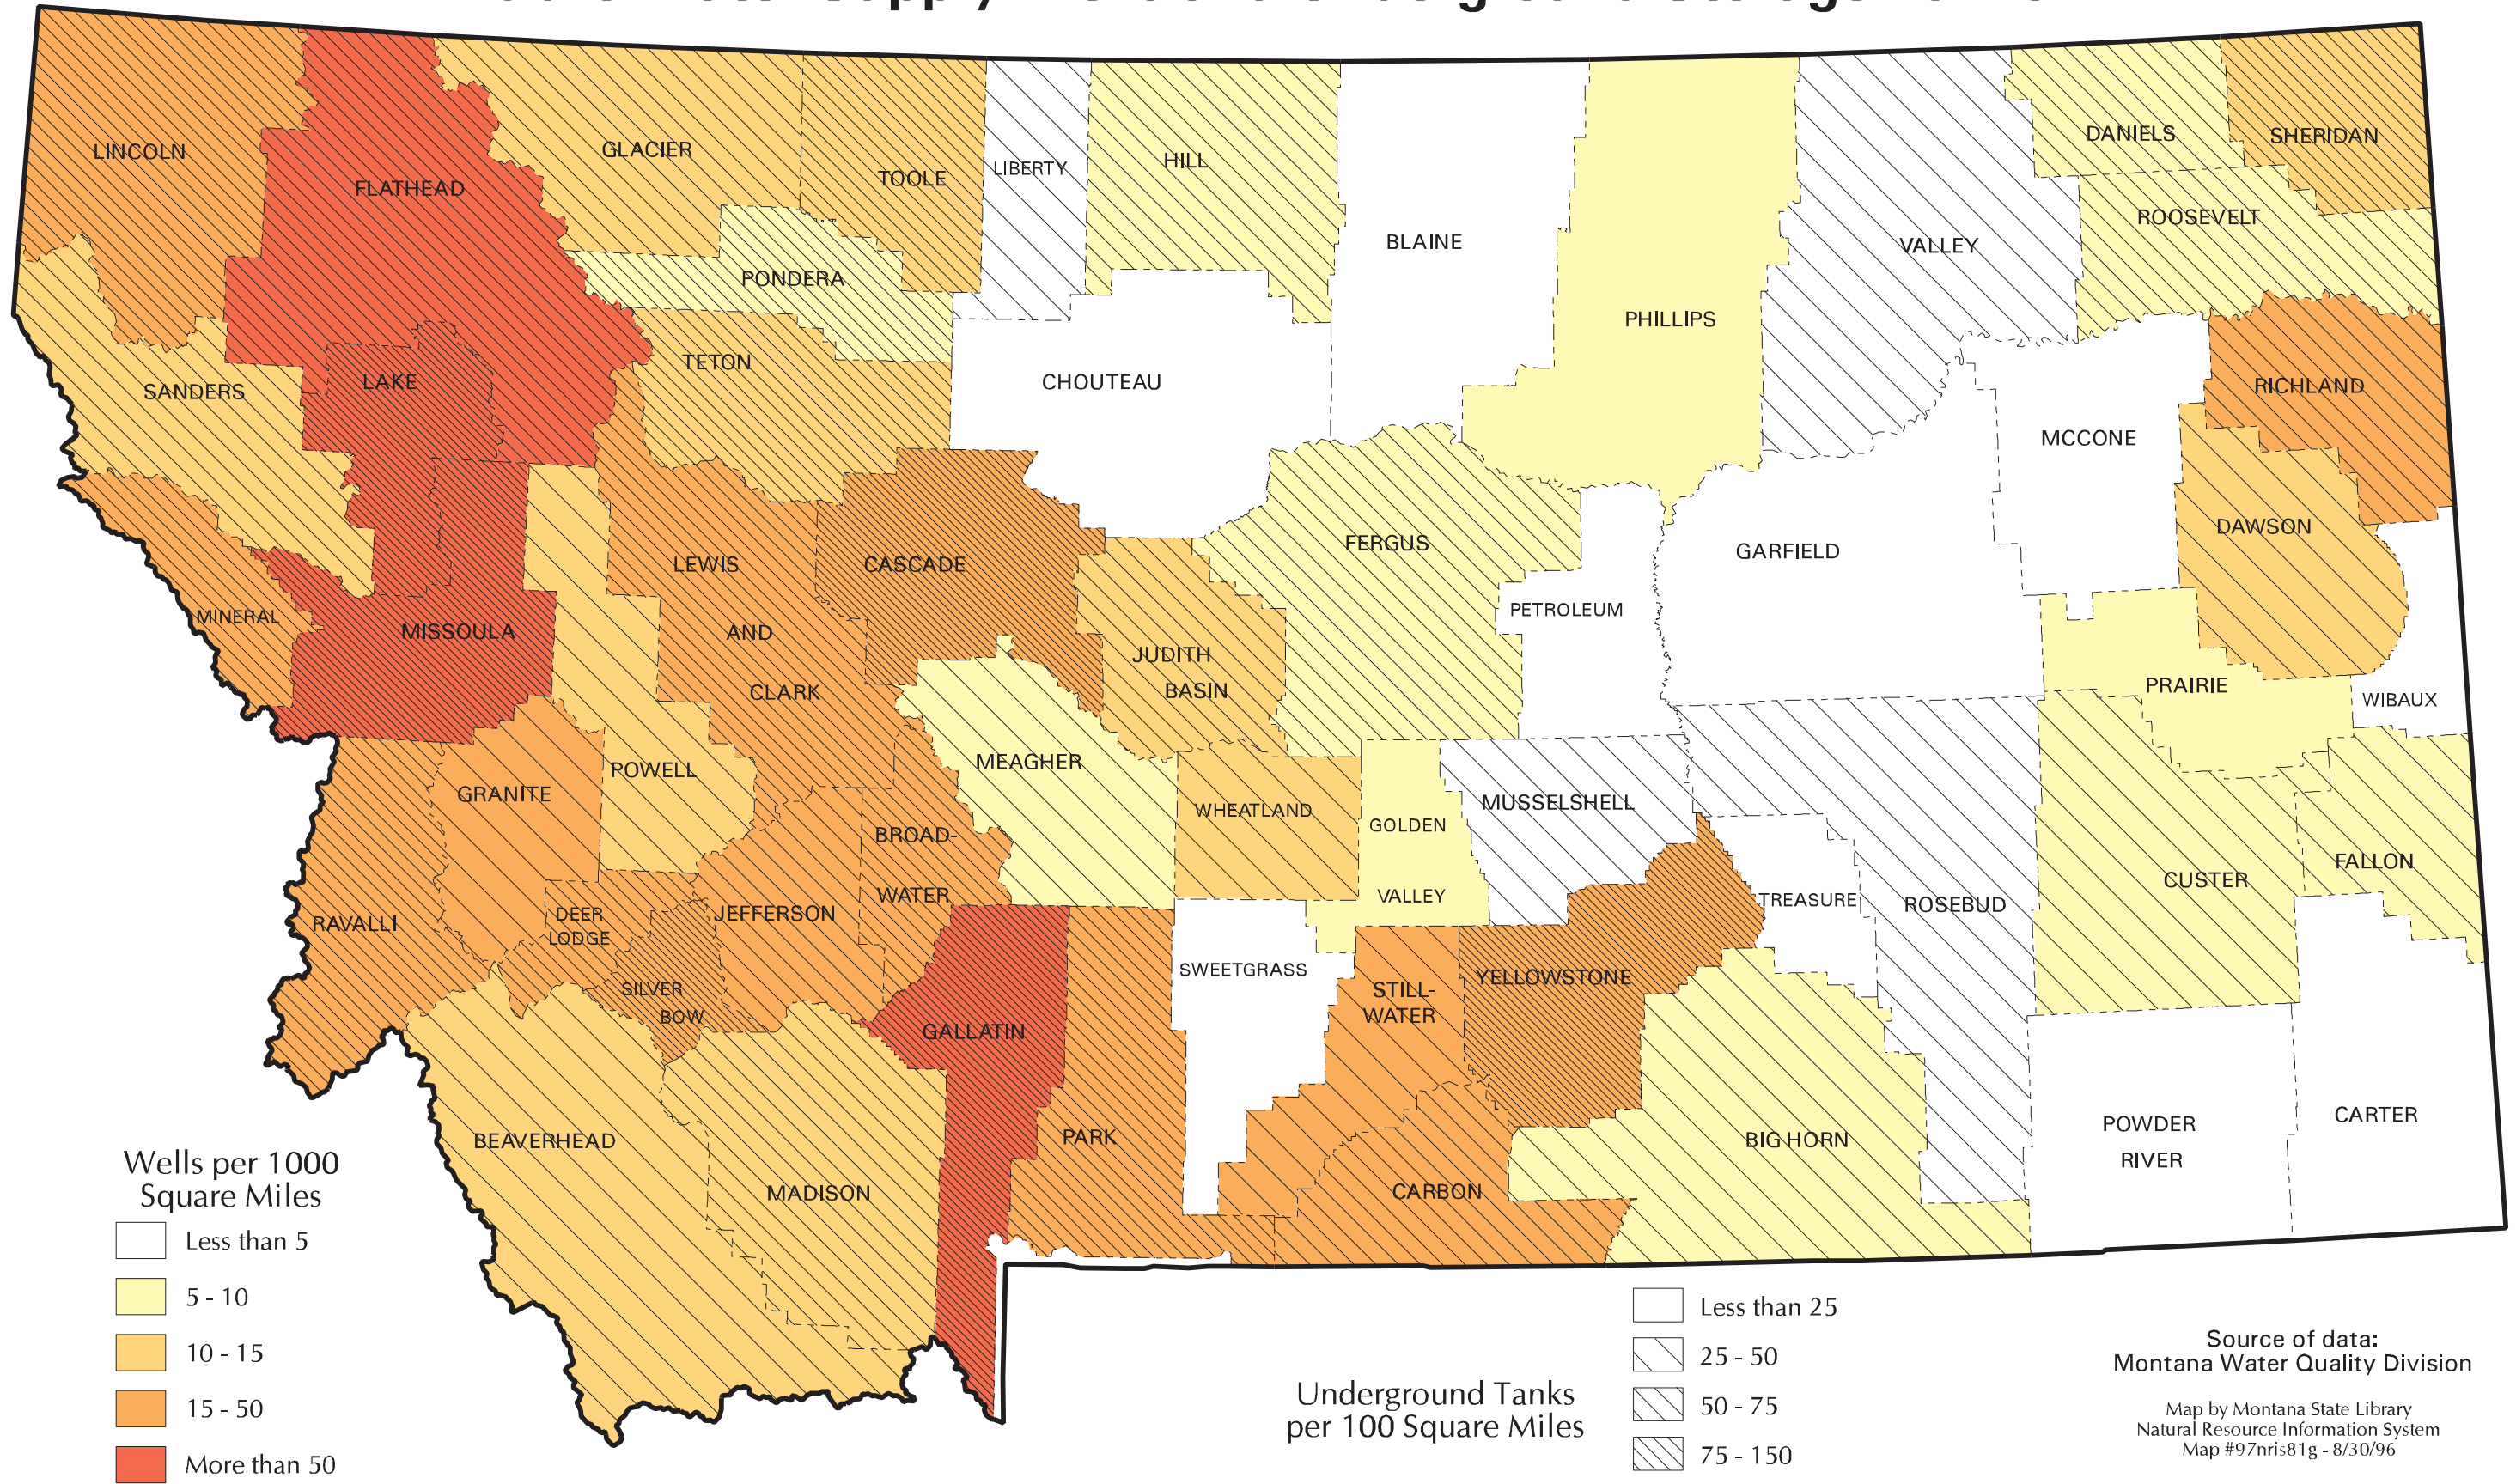 LINCOLN
FLATHEAD
GLACIER
TOOLE
LIBERTY
HILL
BLAINE
PHILLIPS
VALLEY
DANIELS
SHERIDAN
ROOSEVELT
PONDERA
TETON
CHOUTEAU
SANDERS
LAKE
RICHLAND
MCCONE
DAWSON
GARFIELD
FERGUS
PETROLEUM
LEWIS
AND
CLARK
CASCADE
MINERAL
MISSOULA
JUDITH
BASIN
PRAIRIE
WIBAUX
MEAGHER
POWELL
GRANITE
WHEATLAND
GOLDEN
VALLEY
MUSSELSHELL
BROAD-
WATER
TREASURE
ROSEBUD
CUSTER
FALLON
RAVALLI
DEER
LODGE
JEFFERSON
SILVER
BOW
GALLATIN
SWEETGRASS
STILL-
WATER
YELLOWSTONE
BEAVERHEAD
MADISON
PARK
CARBON
BIG HORN
POWDER
RIVER
CARTER
Wells per 1000
Square Miles
Less than 5
5 - 10
10 - 15
15 - 50
More than 50
Underground Tanks
per 100 Square Miles
Less than 25
25 - 50
50 - 75
75 - 150
Source of data:
Montana Water Quality Division
Map by Montana State Library
Natural Resource Information System
Map #97nris81g - 8/30/96